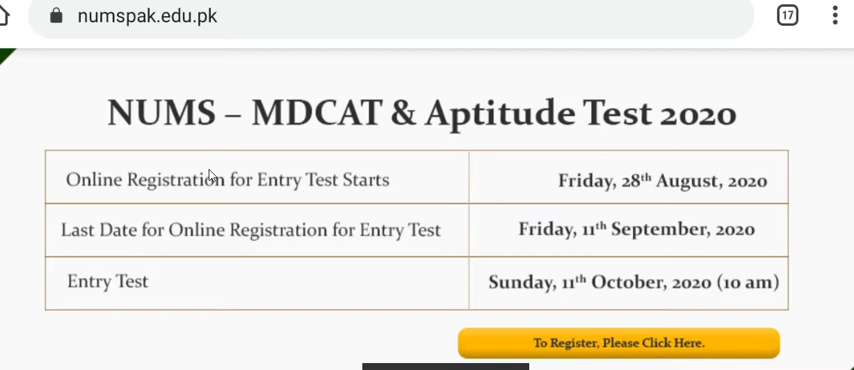 numspak.edu.pk
17
NUMS – MDCAT & Aptitude Test 2020
Online Registration for Entry Test Starts
Friday, 28th August, 2020
Last Date for Online Registration for Entry Test
Friday, 11th September, 2020
Entry Test
Sunday, 11th October, 2020 (10 am)
To Register, Please Click Here.